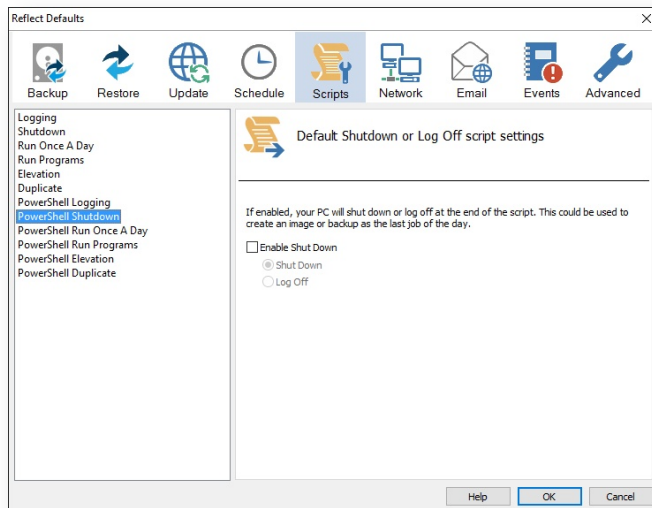 Reflect Defaults
Backup Restore Update Schedule Scripts Network Email Events Advanced
Logging
Shutdown
Run Once A Day
Run Programs
Elevation
Duplicate
PowerShell Logging
PowerShell Shutdown
PowerShell Run Once A Day
PowerShell Run Programs
PowerShell Elevation
PowerShell Duplicate
Default Shutdown or Log Off script settings
If enabled, your PC will shut down or log off at the end of the script. This could be used to
create an image or backup as the last job of the day.
Enable Shut Down
Shut Down
Log Off
Help OK Cancel